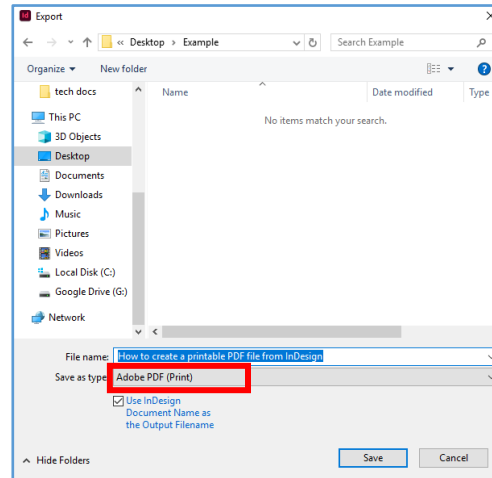 Id Export
« Desktop > Example
Search Example
Organize
New folder
?
tech docs
Name
Date modified
Type
This PC
No items match your search.
3D Objects
Desktop
Documents
Downloads
Music
Pictures
Videos
Local Disk (C:)
Google Drive (G:)
Network
File name: How to create a printable PDF file from InDesign
Save as type: Adobe PDF (Print)
Use InDesign
Document Name as
the Output Filename
Hide Folders
Save
Cancel